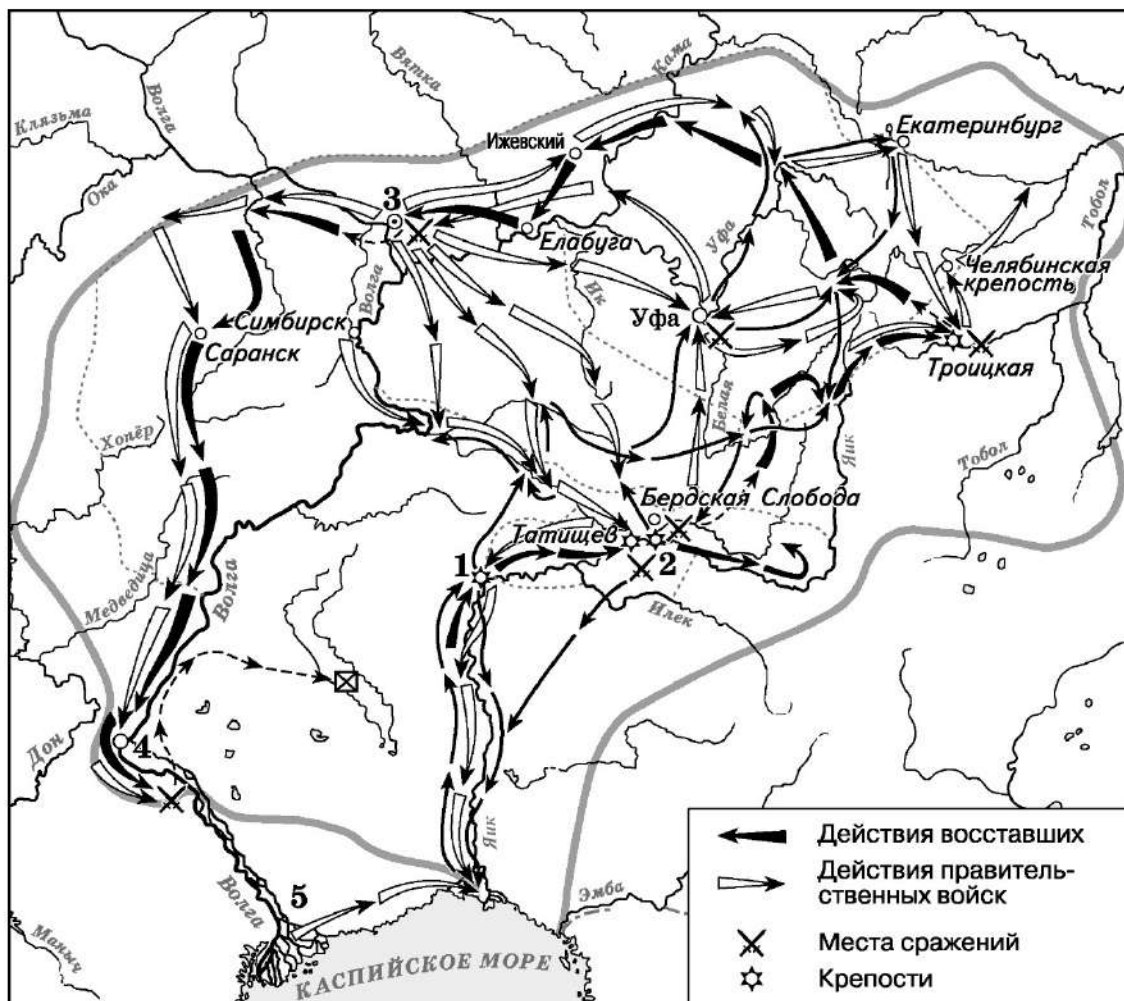 Клязьма
Волга
Вятка
Кама
Ока
Ижевский
Екатеринбург
Тобол
3
Елабуга
Уфа
Волга
Ик
Челябинская
крепость
Симбирск
Саранск
Уфа
Троицкая
Хопёр
Белая
Яик
Тобол
Бердская Слобода
Татищев
1
2
Медведица
Волга
Илек
Дон
4
Яик
Волга
5
Эмба
Маныч
КАСПИЙСКОЕ МОРЕ
Действия восставших
Действия правитель-
ственных войск
Места сражений
Крепости